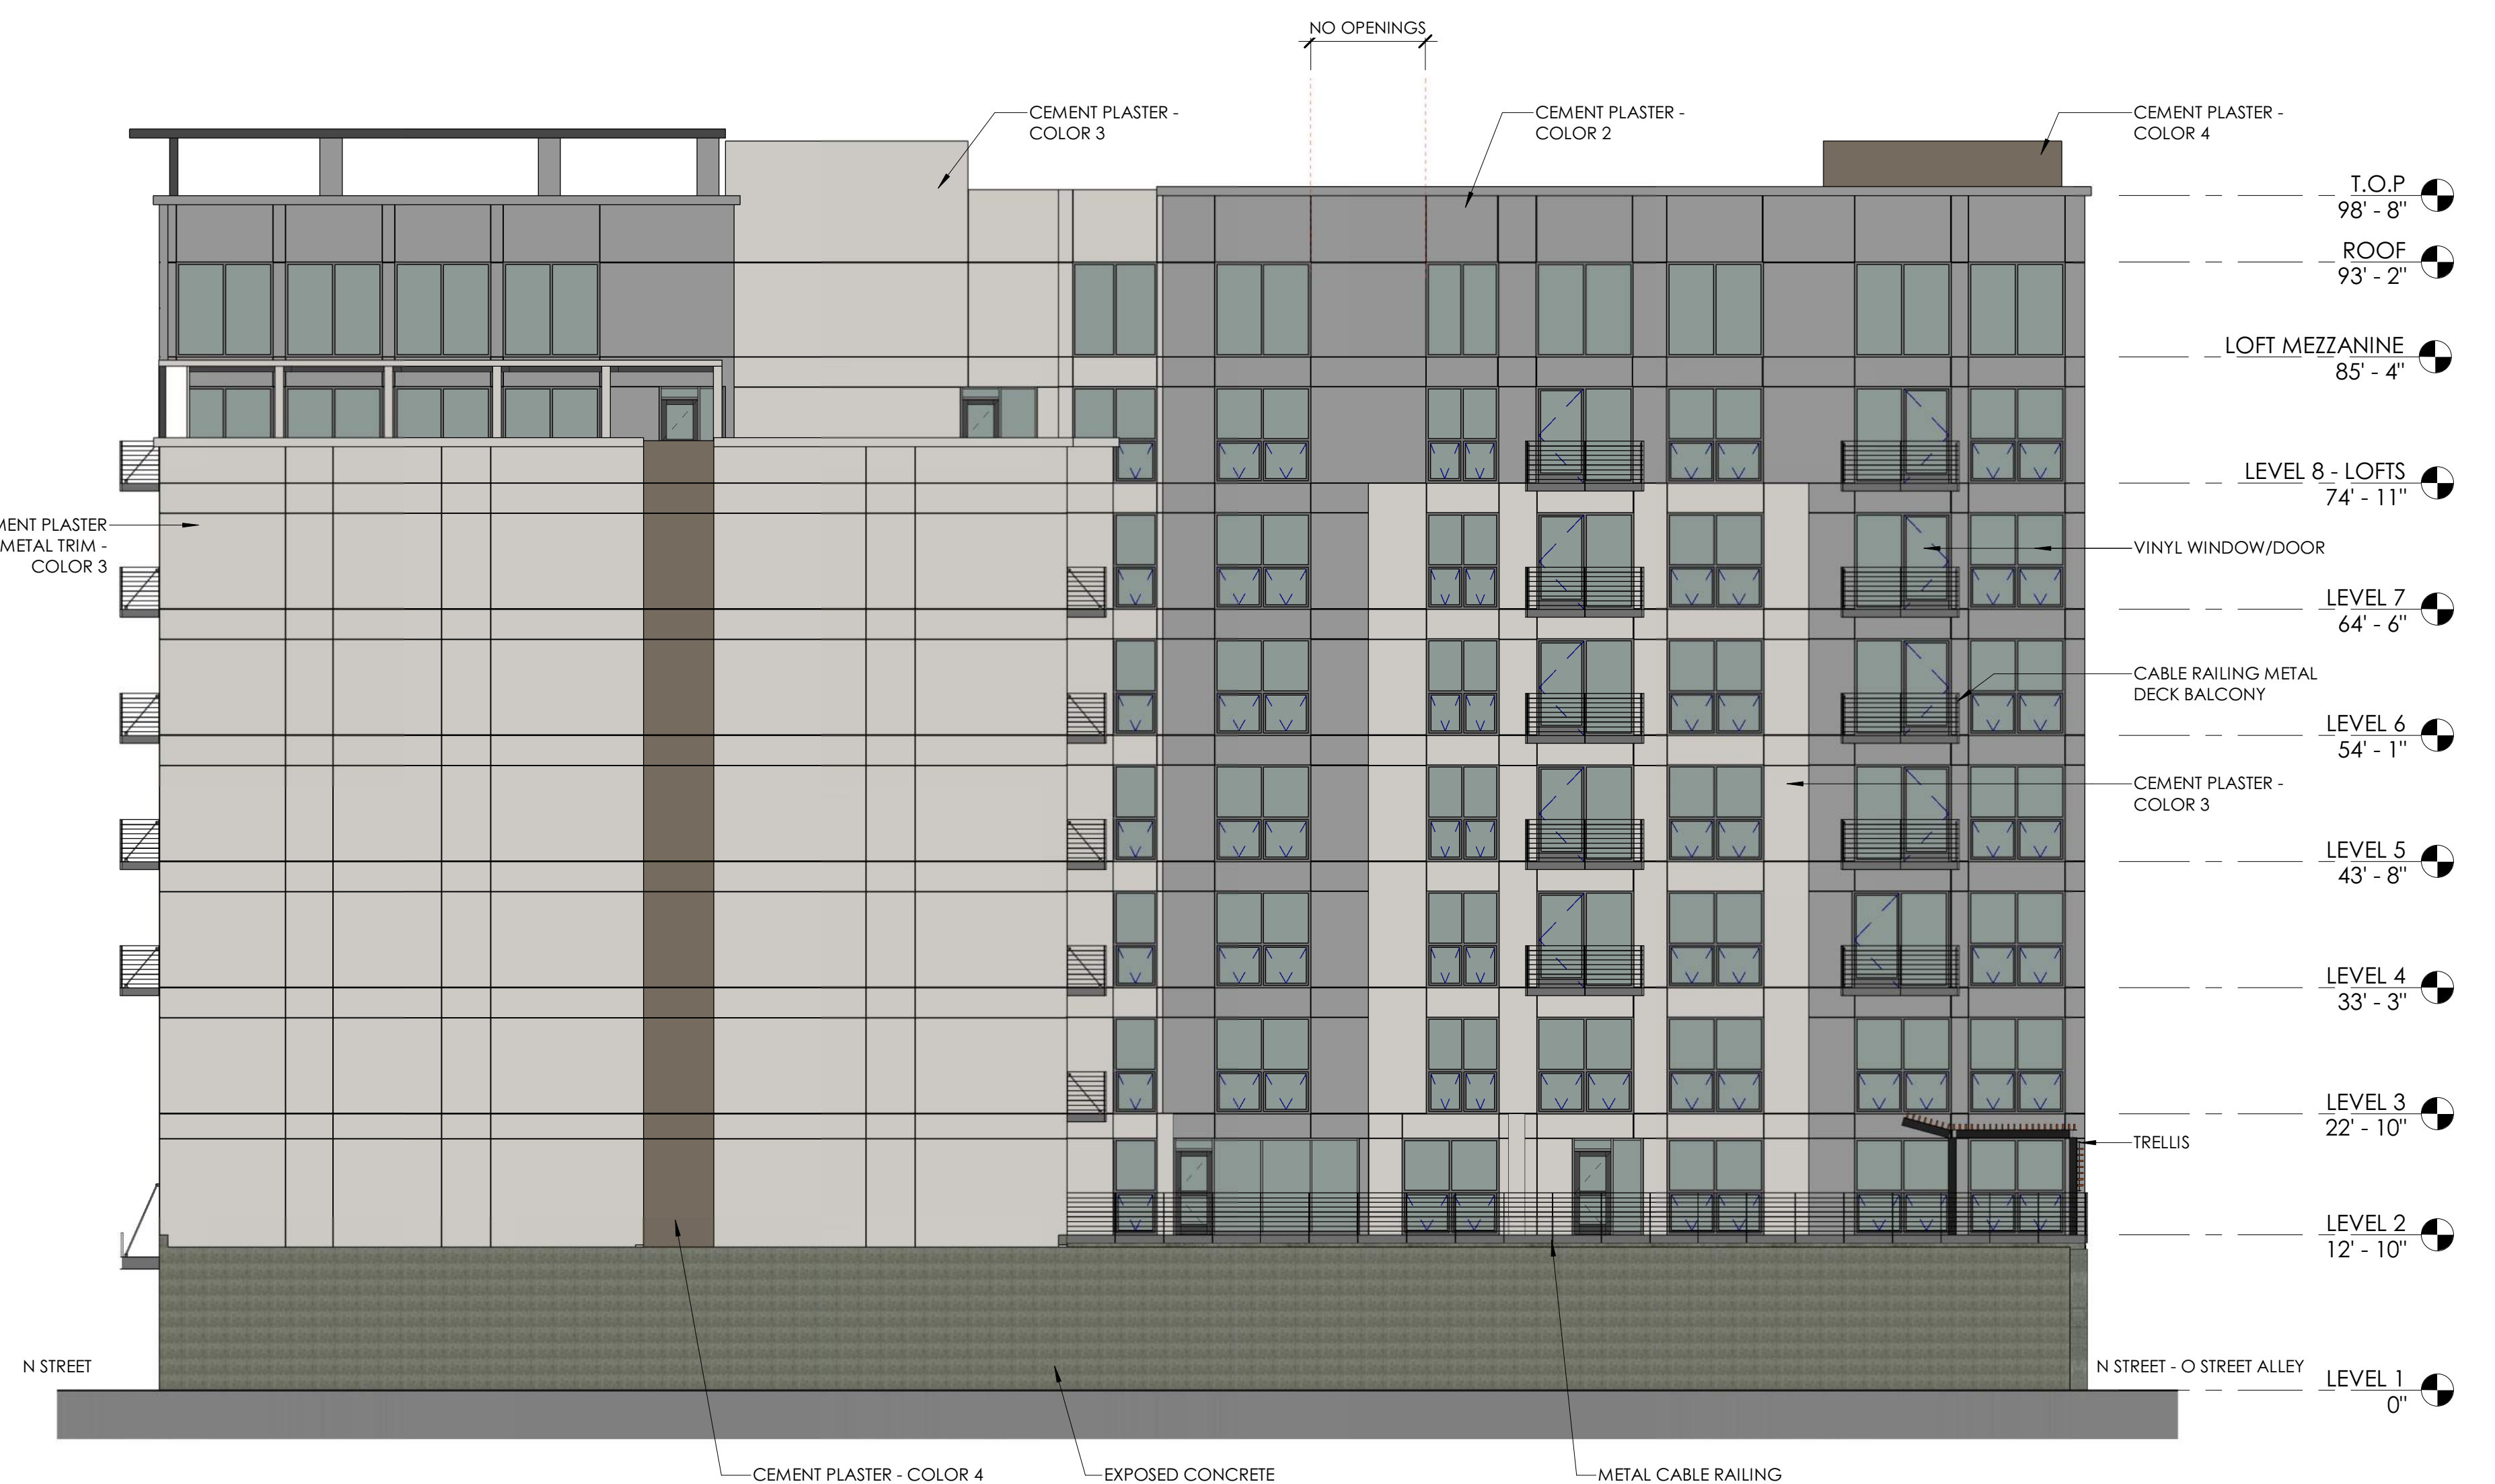 NO OPENINGS
CEMENT PLASTER -
COLOR 3
CEMENT PLASTER -
COLOR 2
CEMENT PLASTER -
COLOR 4
T.O.P
98' - 8"
ROOF
93' - 2"
LOFT MEZZANINE
85' - 4"
LEVEL 8 - LOFTS
74' - 11"
PLASTER
METAL TRIM -
COLOR 3
VINYL WINDOW/DOOR
LEVEL 7
64' - 6"
CABLE RAILING METAL
DECK BALCONY
LEVEL 6
54' - 1"
CEMENT PLASTER -
COLOR 3
LEVEL 5
43' - 8"
LEVEL 4
33' - 3"
LEVEL 3
22' - 10"
TRELLIS
LEVEL 2
12' - 10"
N STREET
N STREET - O STREET ALLEY
LEVEL 1
0"
CEMENT PLASTER - COLOR 4
EXPOSED CONCRETE
METAL CABLE RAILING